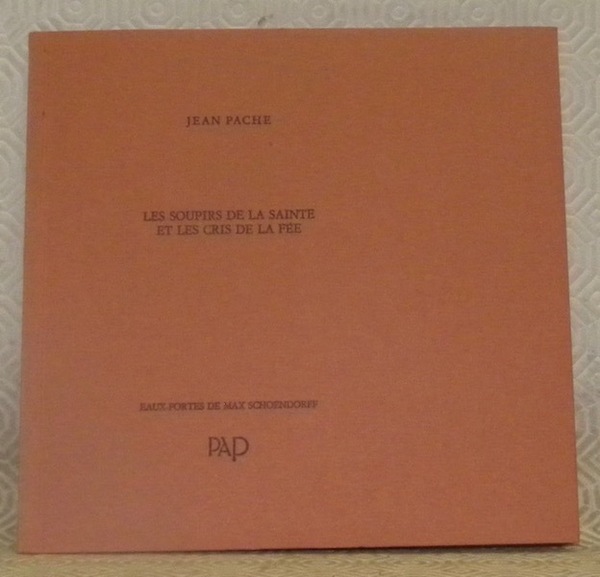 JEAN PACHE
LES SOUPIRS DE LA SAINTE
ET LES CRIS DE LA FÉE
EAUX-FORTES DE MAX SCHOENDORFF
PAP